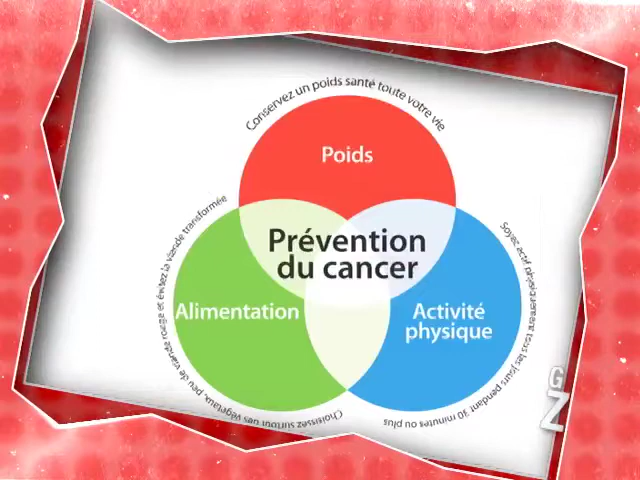 Conservez un poids santé toute votre vie
Poids
Prévention
du cancer
Alimentation
Choisissez surtout des végétaux, peu de viande rouge et évitez la viande transformée
Activité
physique
Soyez actif physiquement tous les jours pendant 30 minutes ou plus
G
Z